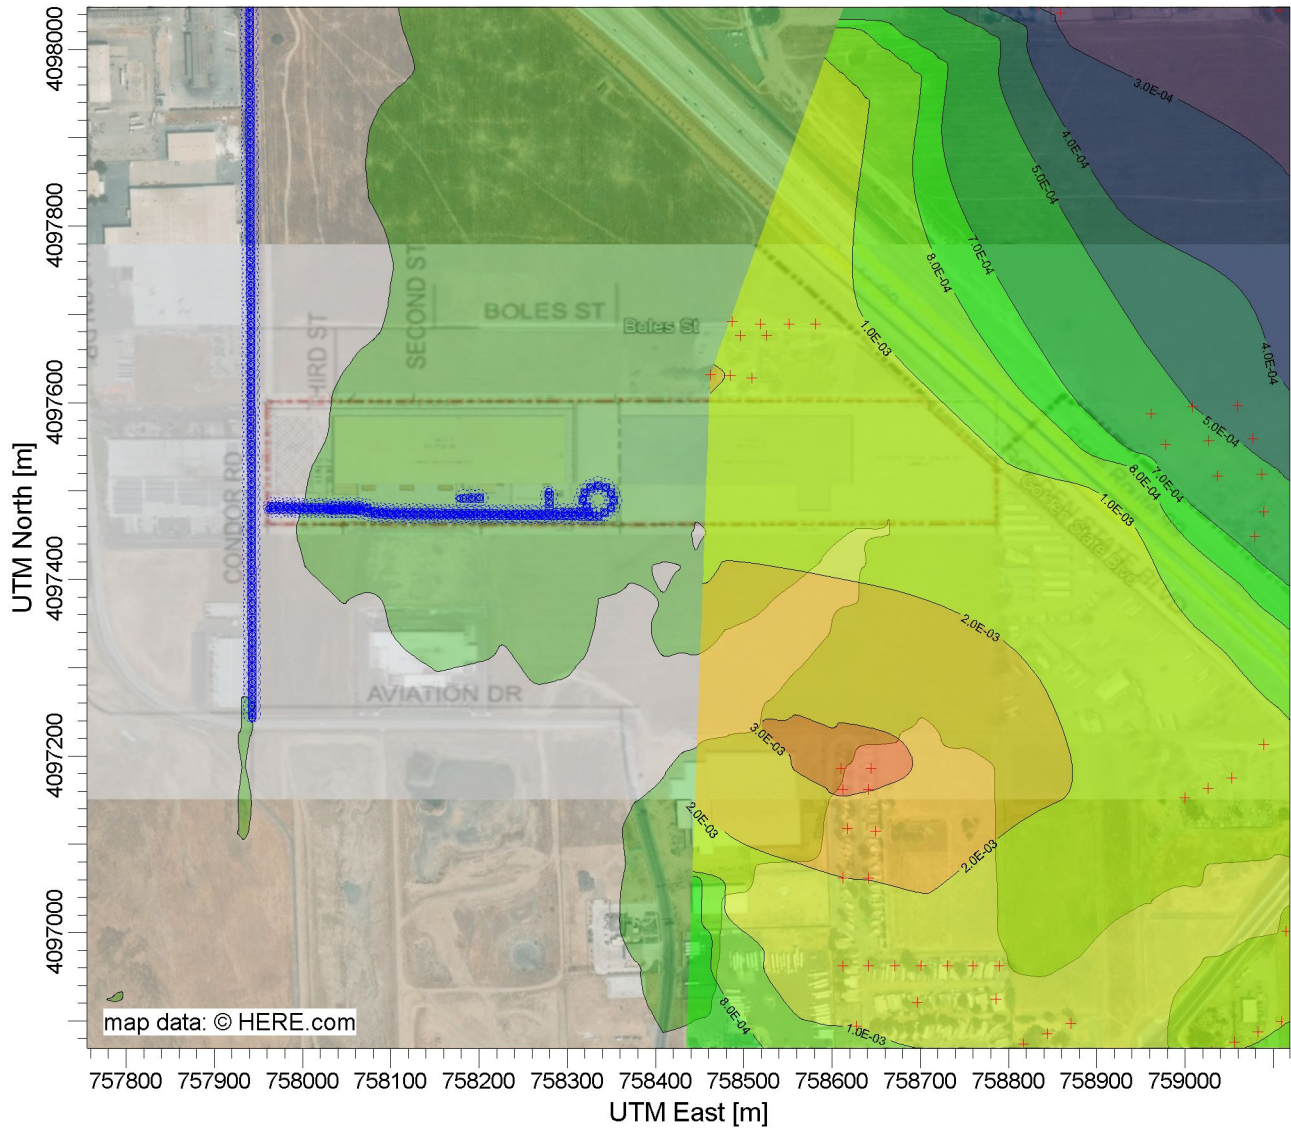 4098000
3.0E-04
4.0E-04
5.0E-04
4097800
7.0E-04
8.0E-04
SECOND ST
BOLES ST
Boles St
1.0E-03
4.0E-04
4097600
5.0E-04
7.0E-04
8.0E-04
CONDOR RD
1.0E-03
UTM North [m]
4097400
2.0E-03
AVIATION DR
4097200
3.0E-03
2.0E-03
2.0E-03
4097000
8.0E-04
1.0E-03
map data: © HERE.com
757800 757900 758000 758100 758200 758300 758400 758500 758600 758700 758800 758900 759000
UTM East [m]